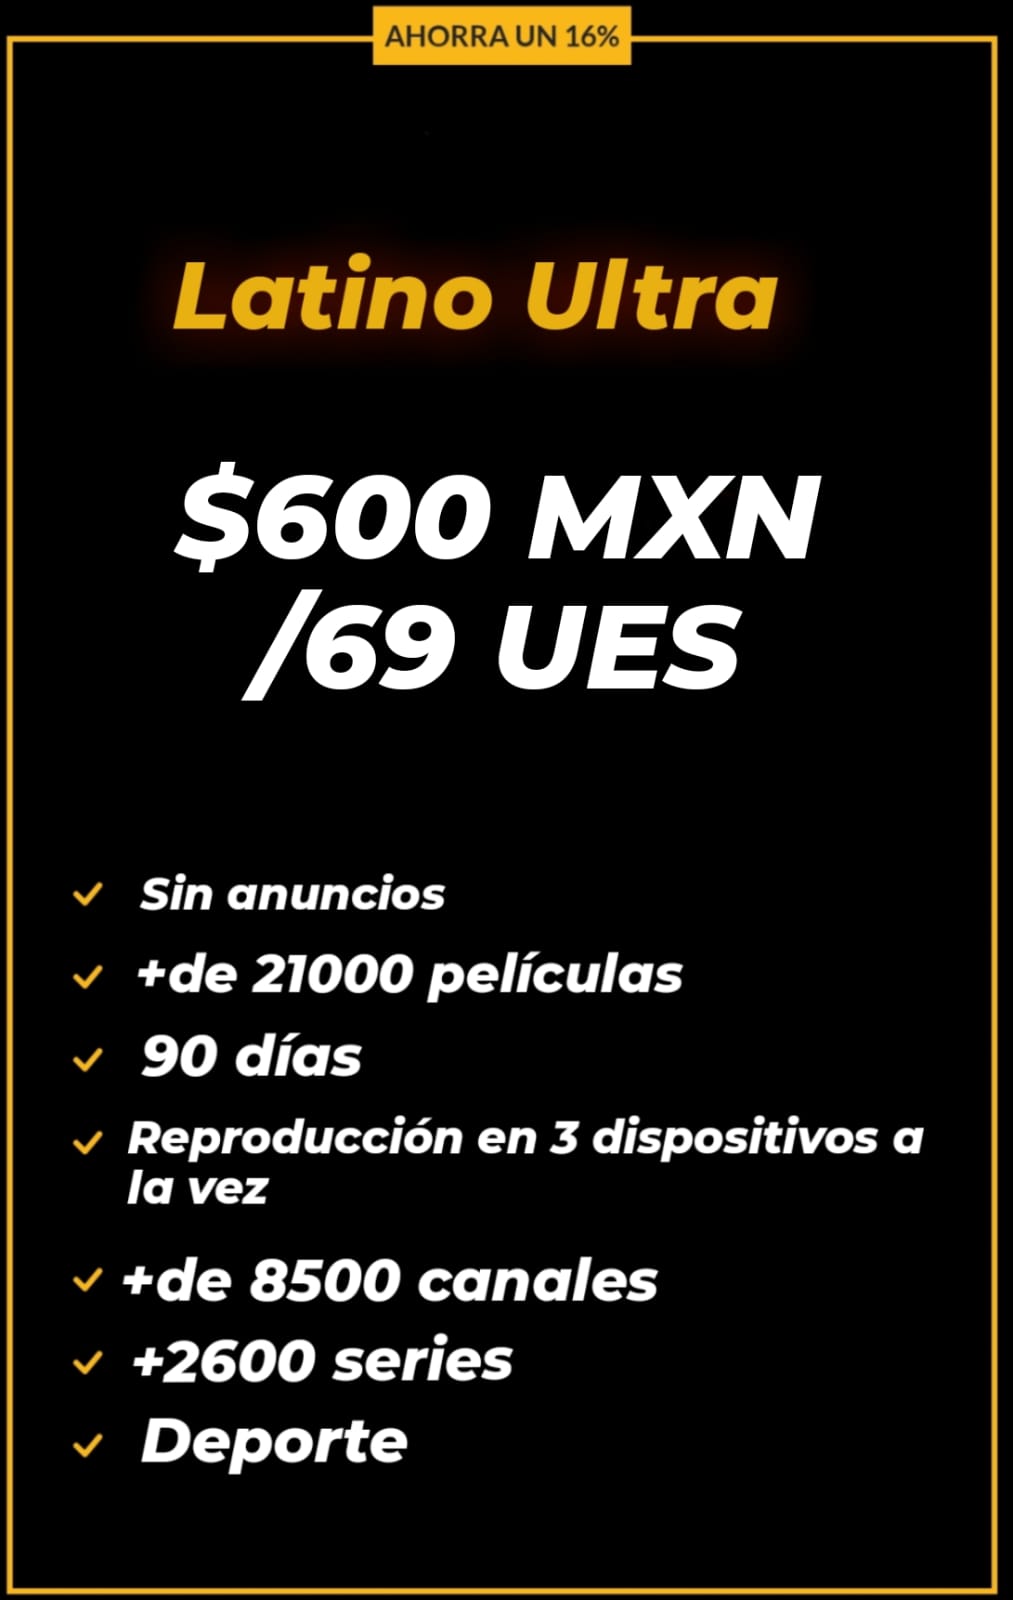 AHORRA UN 16%
Latino Ultra
$600 MXN
/69 UES
Sin anuncios
+de 21000 películas
90 días
Reproducción en 3 dispositivos a
la vez
+de 8500 canales
+2600 series
Deporte